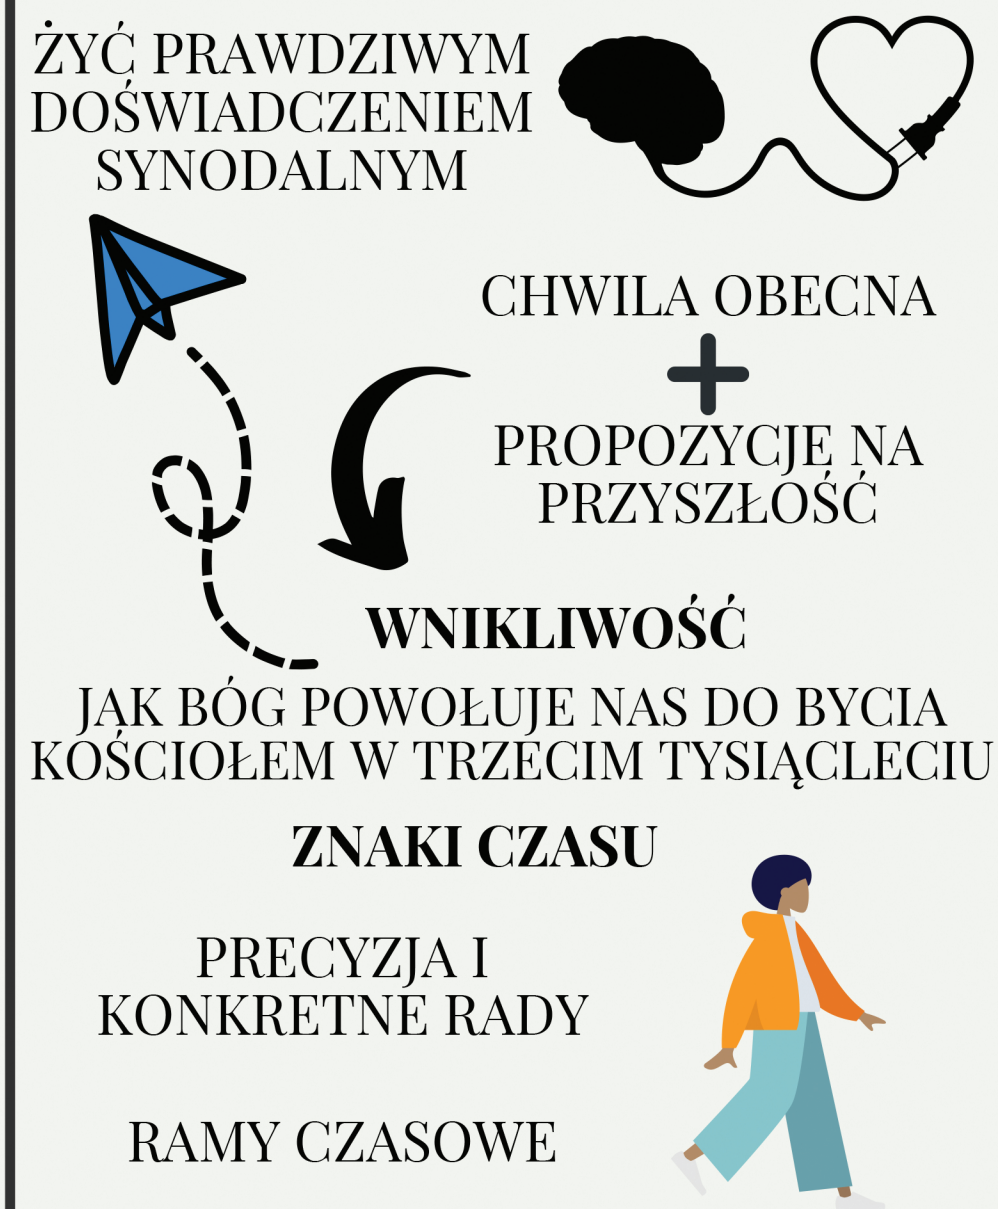 ŻYĆ PRAWDZIWYM
DOŚWIADCZENIEM
SYNODALNYM
CHWILA OBECNA
PROPOZYCJE NA
PRZYSZŁOŚĆ
WNIKLIWOŚĆ
JAK BÓG POWOŁUJE NAS DO BYCIA
KOŚCIOŁEM W TRZECIM TYSIĄCLECIU
ZNAKI CZASU
PRECYZJA I
KONKRETNE RADY
RAMY CZASOWE